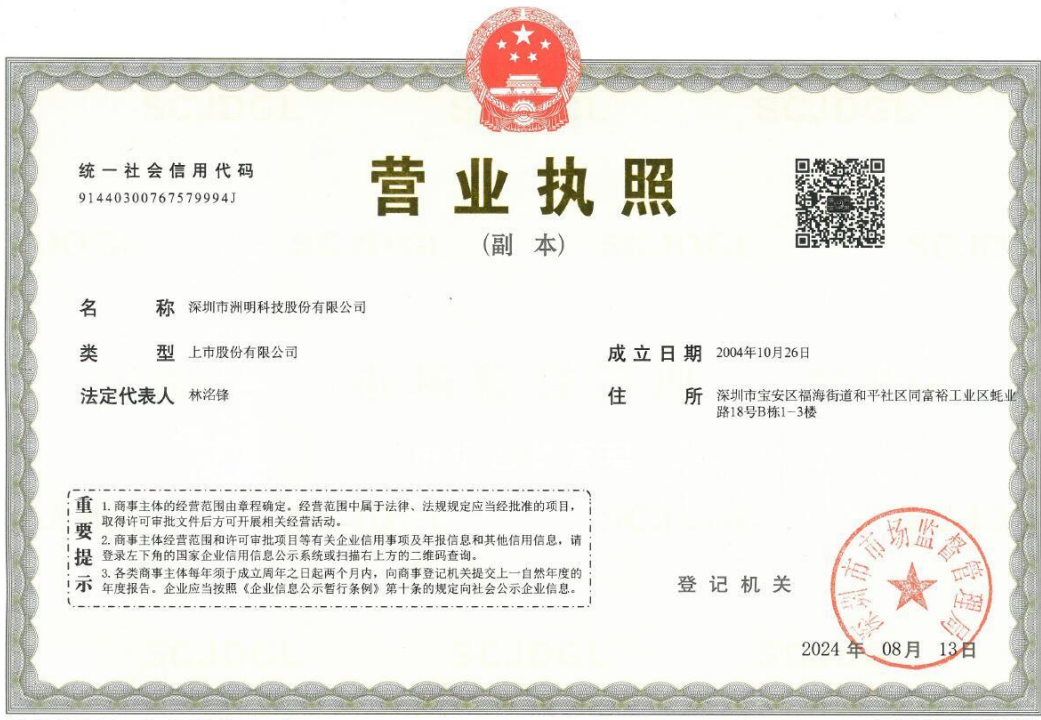 统一社会信用代码
91440300767579994J
营业执照
(副 本)
名 称 深圳市洲明科技股份有限公司
类 型 上市股份有限公司
成立日期 2004年10月26日
法定代表人 林洺锋
住 所 深圳市宝安区福海街道和平社区同富裕工业区蚝业
路18号B栋1-3楼
重要提示
1. 商事主体的经营范围由章程确定。经营范围中属于法律、法规规定应当经批准的项目,
取得许可审批文件后方可开展相关经营活动。
2. 商事主体经营范围和许可审批项目等有关企业信用事项及年报信息和其他信用信息,请
登录左下角的国家企业信用信息公示系统或扫描右上方的二维码查询。
3. 各类商事主体每年须于成立周年之日起两个月内,向商事登记机关提交上一自然年度的
年度报告。企业应当按照《企业信息公示暂行条例》第十条的规定向社会公示企业信息。
登记机关
深圳市市场监督管理局
2024 年 08月 13日